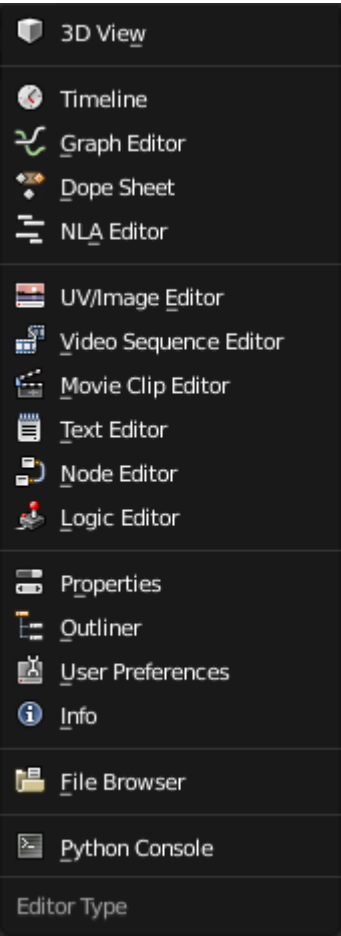 3D View
Timeline
Graph Editor
Dope Sheet
NLA Editor
UV/Image Editor
Video Sequence Editor
Movie Clip Editor
Text Editor
Node Editor
Logic Editor
Properties
Outliner
User Preferences
Info
File Browser
Python Console
Editor Type